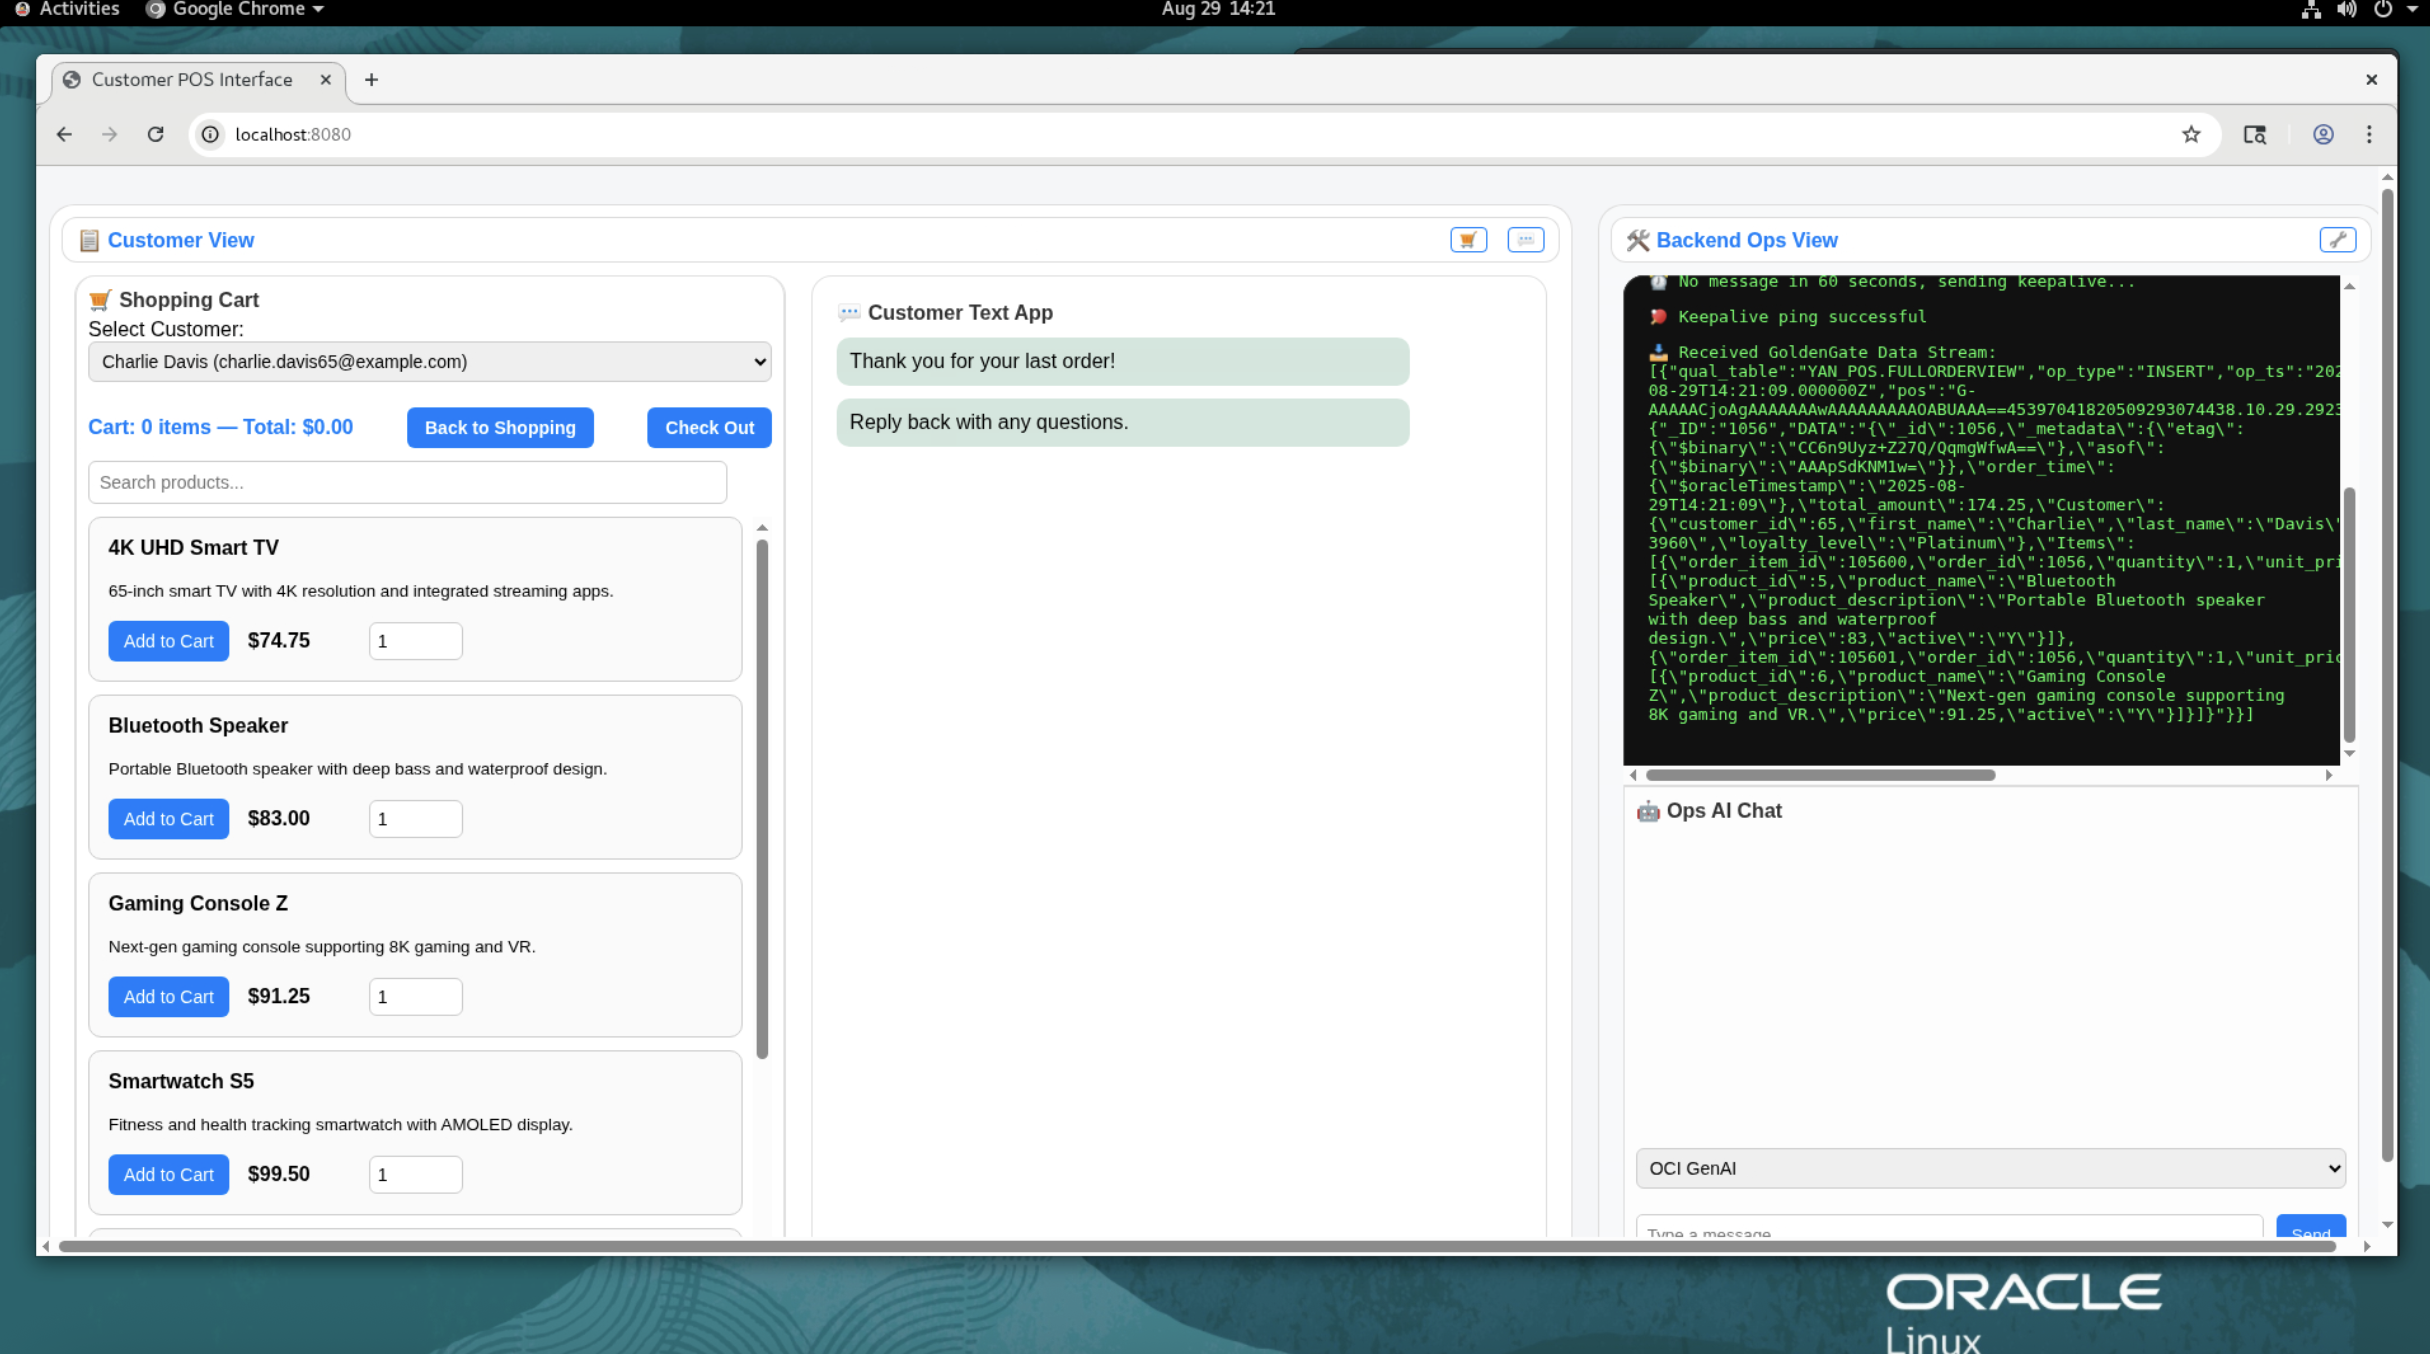 Activities
Google Chrome
Aug 29 14:21
Customer POS Interface
localhost:8080
Customer View
Shopping Cart
Select Customer:
Charlie Davis (charlie.davis65@example.com)
Cart: 0 items — Total: $0.00
Back to Shopping
Check Out
Search products...
4K UHD Smart TV
65-inch smart TV with 4K resolution and integrated streaming apps.
Add to Cart
$74.75
1
Bluetooth Speaker
Portable Bluetooth speaker with deep bass and waterproof design.
Add to Cart
$83.00
1
Gaming Console Z
Next-gen gaming console supporting 8K gaming and VR.
Add to Cart
$91.25
1
Smartwatch S5
Fitness and health tracking smartwatch with AMOLED display.
Add to Cart
$99.50
1
Customer Text App
Thank you for your last order!
Reply back with any questions.
Backend Ops View
No message in 60 seconds, sending keepalive...
Keepalive ping successful
Received GoldenGate Data Stream:
[{"qual_table":"YAN_POS.FULLORDERVIEW","op_type":"INSERT","op_ts":"202
08-29T14:21:09.000000Z","pos":"G-
AAAAACjoAgAAAAAAAwAAAAAAAAAOABUAAA==45397041820509293074438.10.29.2923
{"_ID":"1056","DATA":"{\"_id\":1056,\"_metadata\":{\"etag\":
{\"$binary\":\"CC6n9Uyz+Z27Q/QqmgWfwA==\"},\"asof\":
{\"$binary\":\"AAApSdKNM1w=\"}},\"order_time\":
{\"$oracleTimestamp\":\"2025-08-
29T14:21:09\"},\"total_amount\":174.25,\"Customer\":
{\"customer_id\":65,\"first_name\":\"Charlie\",\"last_name\":\"Davis\"
3960\",\"loyalty_level\":\"Platinum\"},\"Items\":
[{\"order_item_id\":105600,\"order_id\":1056,\"quantity\":1,\"unit_pri
[{\"product_id\":5,\"product_name\":\"Bluetooth
Speaker\",\"product_description\":\"Portable Bluetooth speaker
with deep bass and waterproof
design.\",\"price\":83,\"active\":\"Y\"}]},
{\"order_item_id\":105601,\"order_id\":1056,\"quantity\":1,\"unit_pric
[{\"product_id\":6,\"product_name\":\"Gaming Console
Z\",\"product_description\":\"Next-gen gaming console supporting
8K gaming and VR.\",\"price\":91.25,\"active\":\"Y\"}]}]}"}}]
Ops AI Chat
OCI GenAI
Type a message
Send
ORACLE
Linux